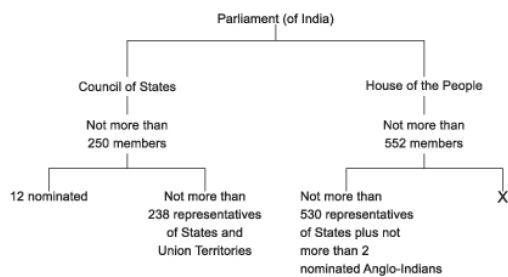 Parliament (of India)
Council of States
House of the People
Not more than
250 members
Not more than
552 members
12 nominated
Not more than
238 representatives
of States and
Union Territories
Not more than
530 representatives
of States plus not
more than 2
nominated Anglo-Indians
X